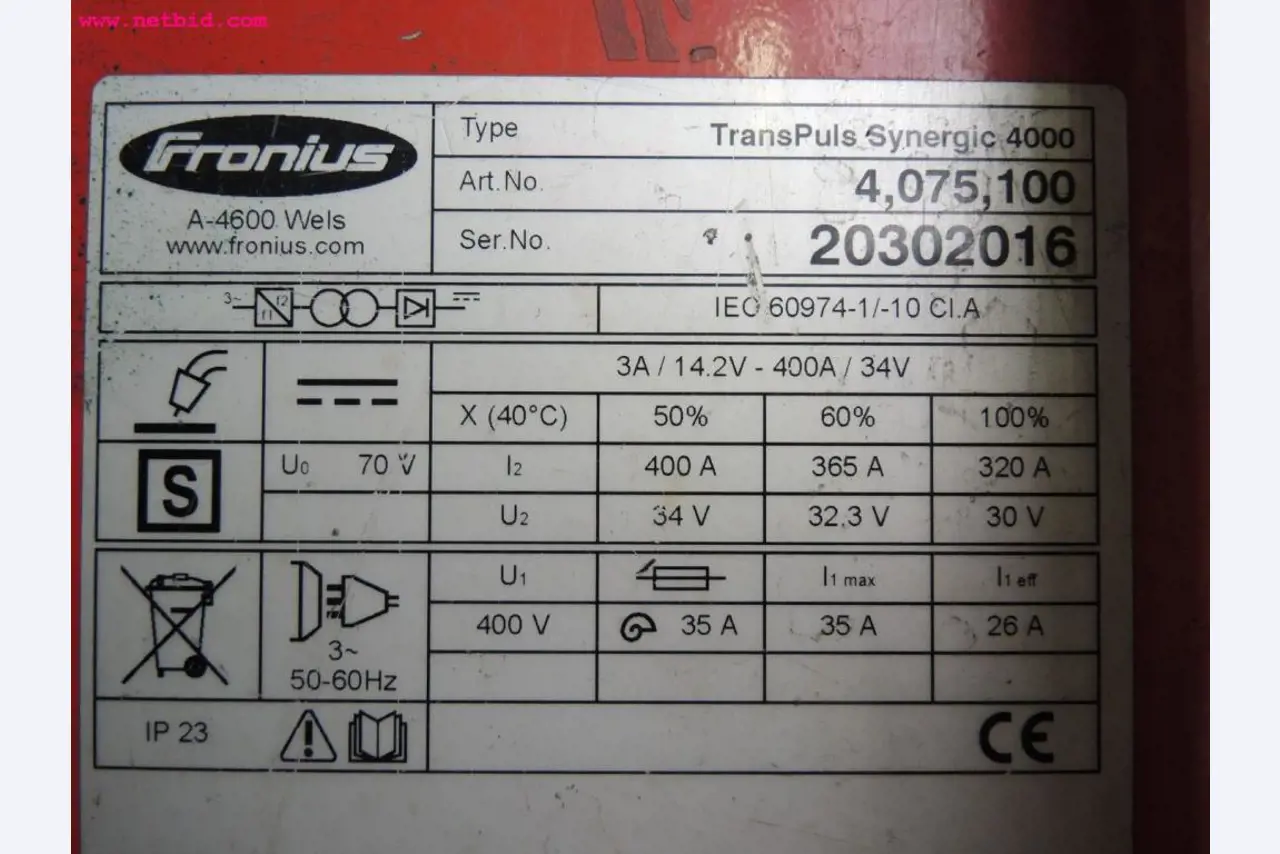 www.netbid.com
Fronius
A-4600 Wels
www.fronius.com
Type TransPuls Synergic 4000
Art.No. 4,075,100
Ser.No. 20302016
3~ f1 f2
IEC 60974-1/-10 Cl.A
3A / 14.2V - 400A / 34V
X (40°C) 50% 60% 100%
S
U0 70 V I2 400 A 365 A 320 A
U2 34 V 32.3 V 30 V
U1 I1 max I1 eff
400 V 35 A 35 A 26 A
3~
50-60Hz
IP 23
CE